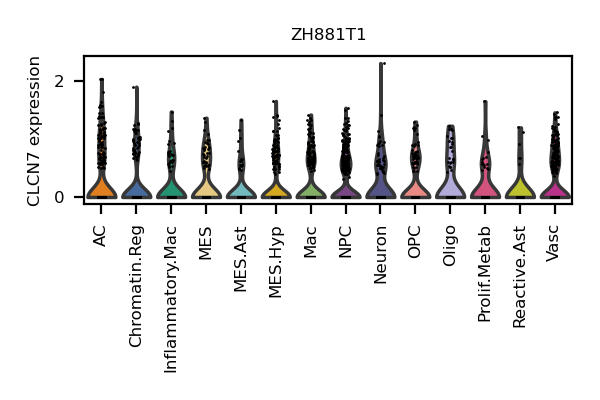 ZH881T1
CLCN7 expression
2
0
AC
Chromatin.Reg
Inflammatory.Mac
MES
MES.Ast
MES.Hyp
Mac
NPC
Neuron
OPC
Oligo
Prolif.Metab
Reactive.Ast
Vasc